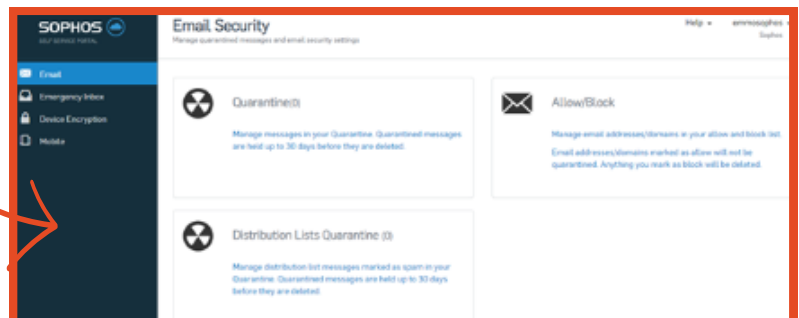 SOPHOS
SELF SERVICE PORTAL
Email
Emergency Inbox
Device Encryption
Mobile
Email Security
Manage quarantined messages and email security settings
Help
Sophos
Quarantine(0)
Manage messages in your Quarantine. Quarantined messages
are held up to 30 days before they are deleted.
Allow/Block
Manage email addresses/domains in your allow and block list.
Email addresses/domains marked as allow will not be
quarantined. Anything you mark as block will be deleted.
Distribution Lists Quarantine (0)
Manage distribution list messages marked as spam in your
Quarantine. Quarantined messages are held up to 30 days
before they are deleted